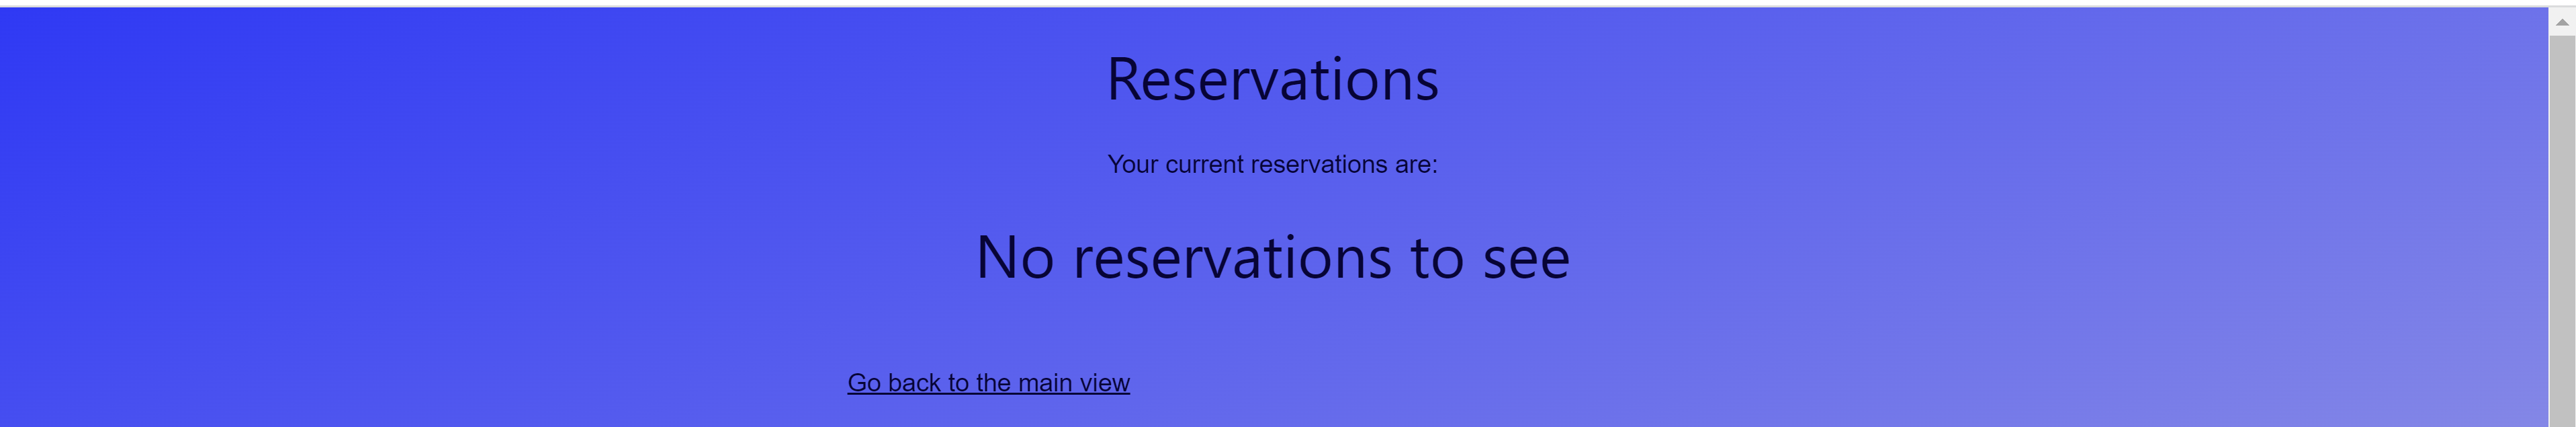 Reservations
Your current reservations are:
No reservations to see
Go back to the main view